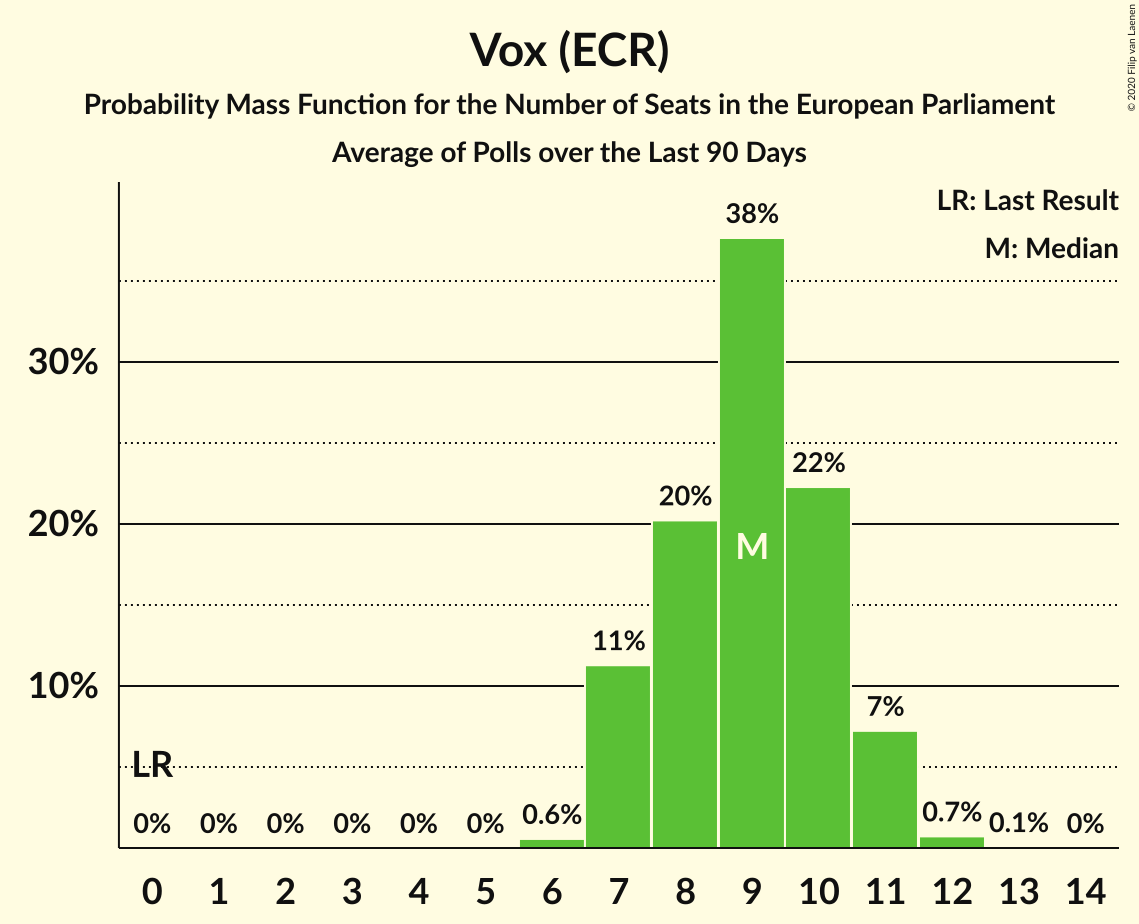 Vox (ECR)
Probability Mass Function for the Number of Seats in the European Parliament
Average of Polls over the Last 90 Days
© 2020 Filip van Laenen
LR: Last Result
M: Median
38%
30%
22%
20%
20%
M
11%
10%
7%
LR
0% 0% 0% 0% 0% 0% 0.6% 0.7% 0.1% 0%
0 1 2 3 4 5 6 7 8 9 10 11 12 13 14